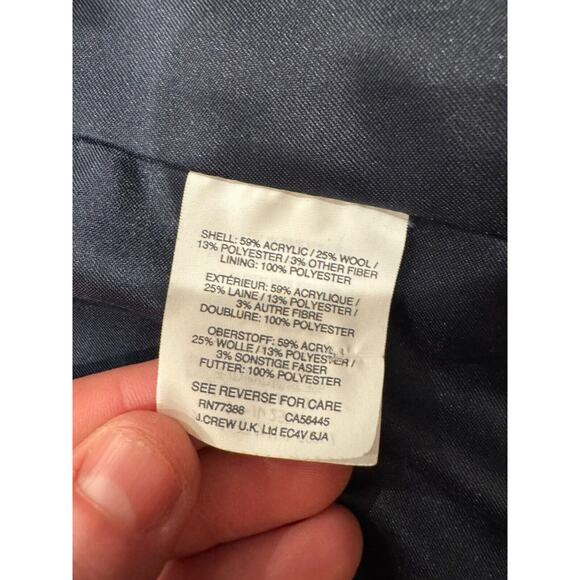 SHELL: 59% ACRYLIC / 25% WOOL /
13% POLYESTER / 3% OTHER FIBER
LINING: 100% POLYESTER
EXTÉRIEUR: 59% ACRYLIQUE /
25% LAINE / 13% POLYESTER /
3% AUTRE FIBRE
DOUBLURE: 100% POLYESTER
OBERSTOFF: 59% ACRYL /
25% WOLLE / 13% POLYESTER /
3% SONSTIGE FASER
FUTTER: 100% POLYESTER
SEE REVERSE FOR CARE
RN77388 CA56445
J.CREW U.K. Ltd EC4V 6JA